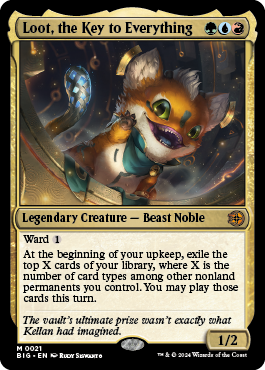 Loot, the Key to Everything
Legendary Creature — Beast Noble
Ward 1
At the beginning of your upkeep, exile the
top X cards of your library, where X is the
number of card types among other nonland
permanents you control. You may play those
cards this turn.
The vault's ultimate prize wasn't exactly what
Kellan had imagined.
1/2
M 0021
BIG • EN Rudy Siswanto
™ & © 2024 Wizards of the Coast